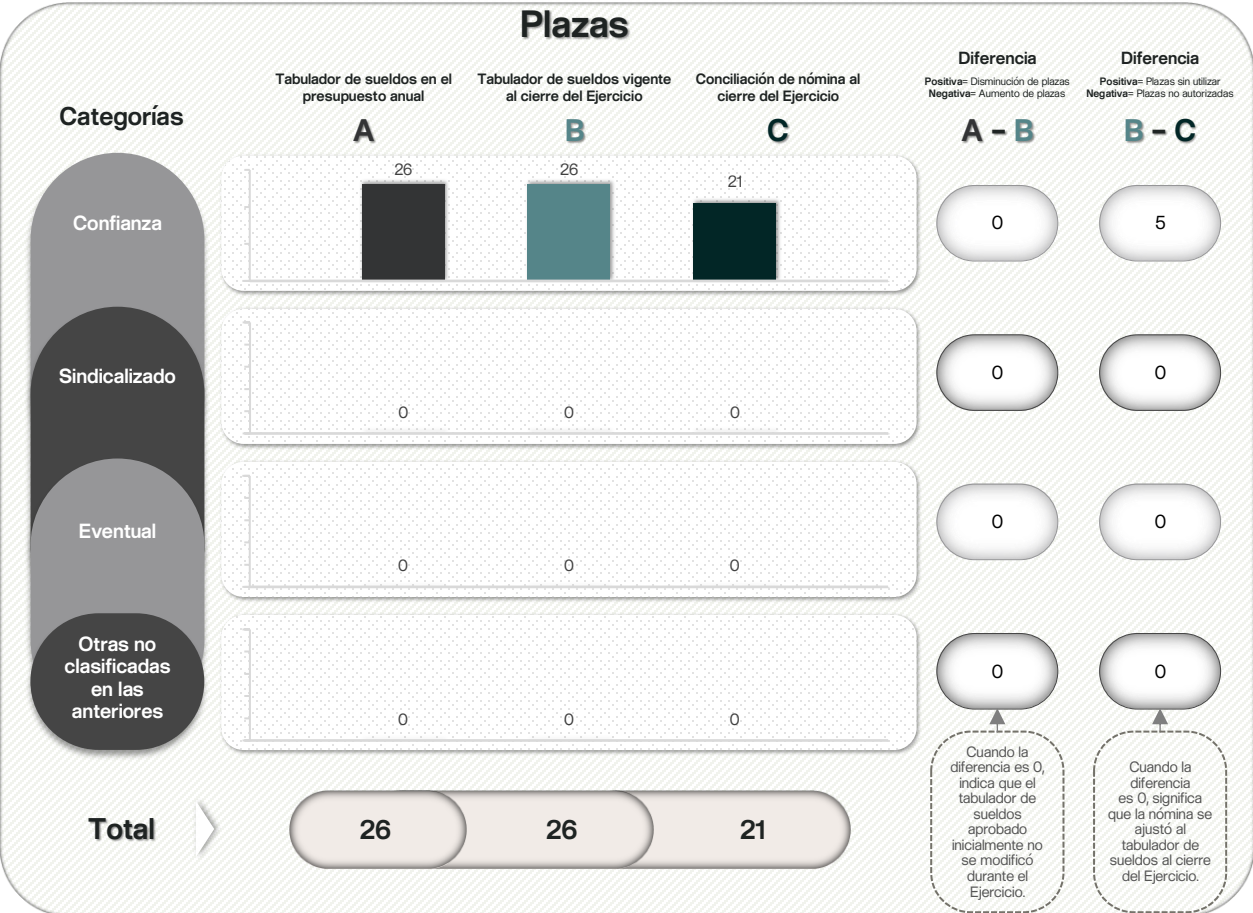 Plazas
Categorías
Tabulador de sueldos en el
presupuesto anual
A
Tabulador de sueldos vigente
al cierre del Ejercicio
B
Conciliación de nómina al
cierre del Ejercicio
C
Diferencia
Positiva= Disminución de plazas
Negativa= Aumento de plazas
A - B
Diferencia
Positiva= Plazas sin utilizar
Negativa= Plazas no autorizadas
B - C
Confianza
26
26
21
0
5
Sindicalizado
0
0
0
0
0
Eventual
0
0
0
0
0
Otras no
clasificadas
en las
anteriores
0
0
0
0
0
Total
26
26
21
Cuando la
diferencia es 0,
indica que el
tabulador de
sueldos
aprobado
inicialmente no
se modificó
durante el
Ejercicio.
Cuando la
diferencia
es 0, significa
que la nómina se
ajustó al
tabulador de
sueldos al cierre
del Ejercicio.